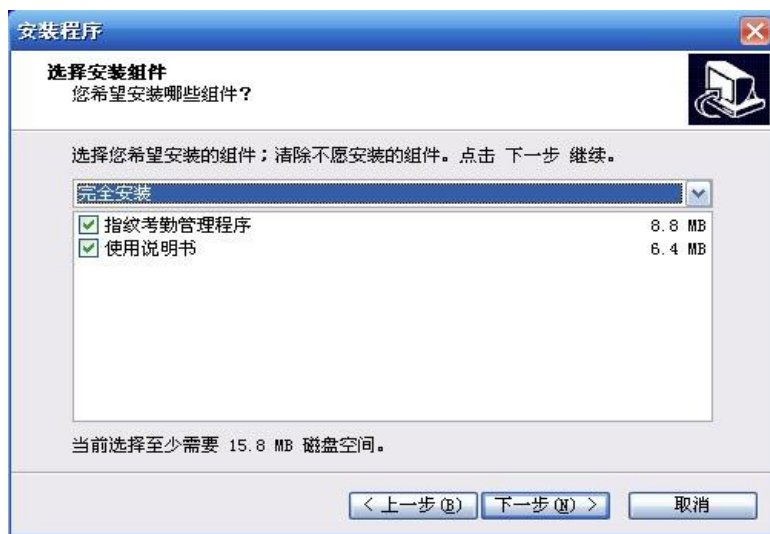 安装程序
选择安装组件
您希望安装哪些组件？
选择您希望安装的组件；清除不愿安装的组件。点击 下一步 继续。
完全安装
指纹考勤管理程序 8.8 MB
使用说明书 6.4 MB
当前选择至少需要 15.8 MB 磁盘空间。
< 上一步(B) 下一步(N) > 取消